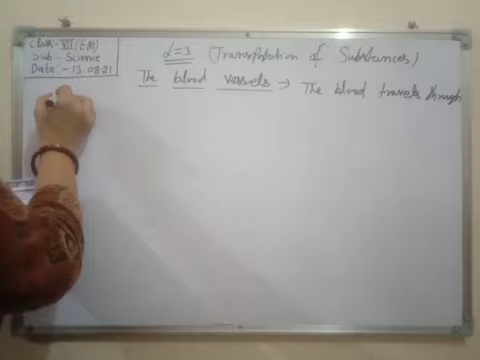 Class-VII (EM)
Sub - Science
Date - 13.08.21
L=3 (Transportation of Substances)
The blood vessels → The blood travels through